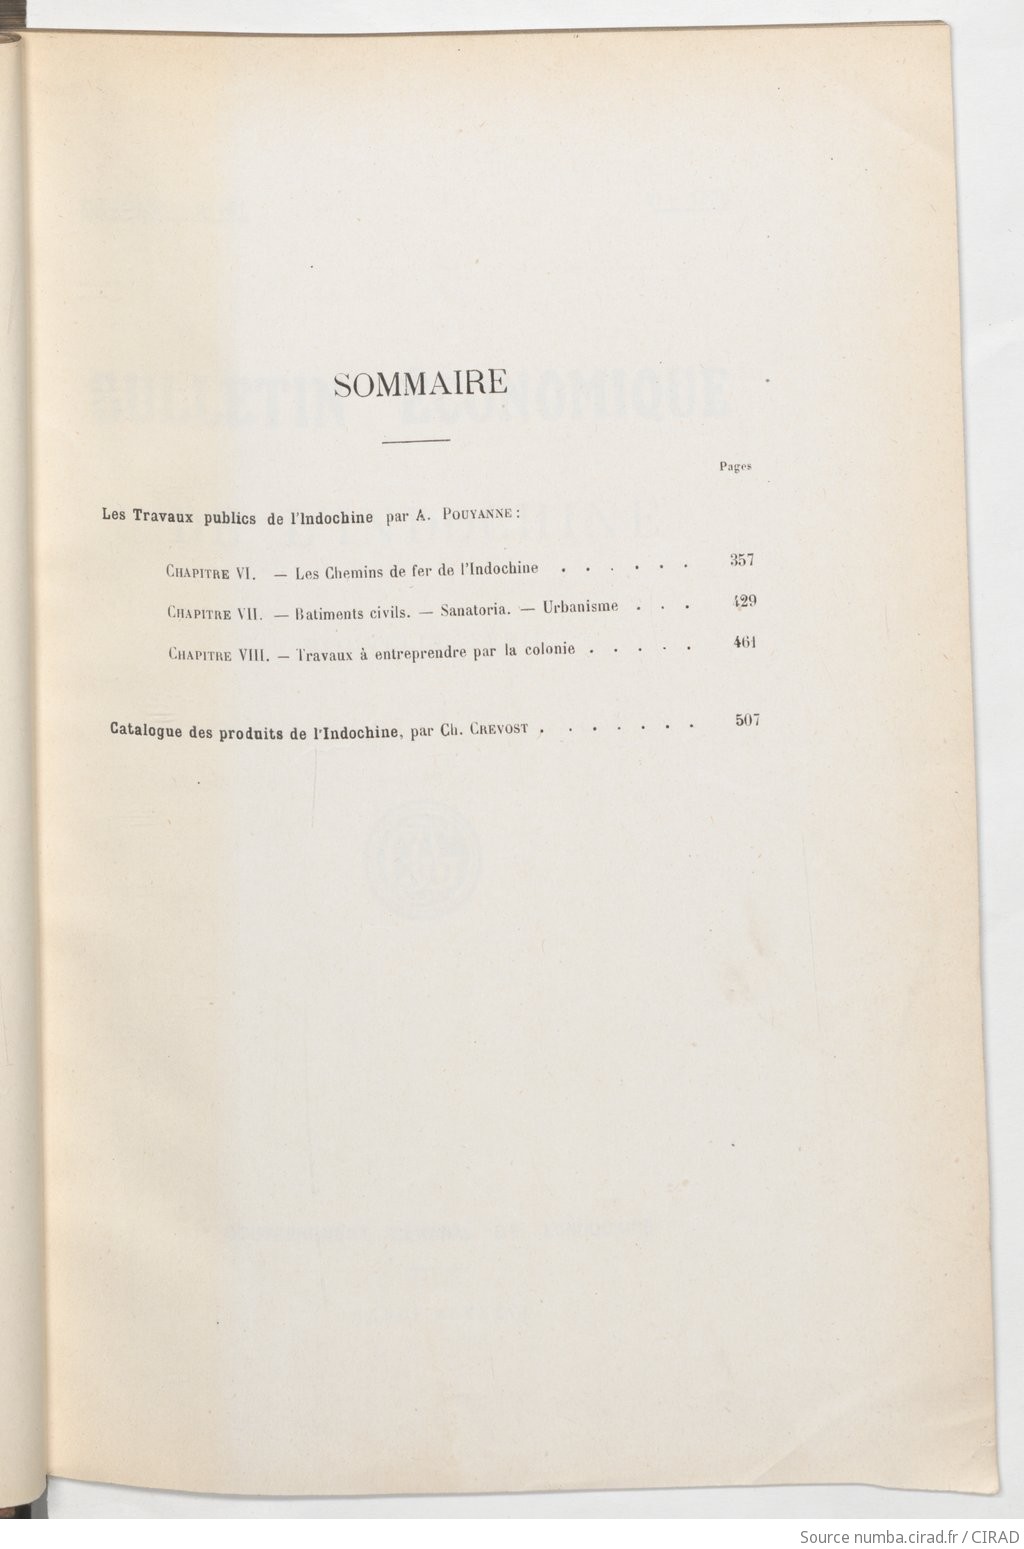 SOMMAIRE
Pages
Les Travaux publics de l'Indochine par A. POUYANNE :
CHAPITRE VI. — Les Chemins de fer de l'Indochine . . . . . . 357
CHAPITRE VII. — Batiments civils. — Sanatoria. — Urbanisme . . . 429
CHAPITRE VIII. — Travaux à entreprendre par la colonie . . . . . 461
Catalogue des produits de l'Indochine, par Ch. CREVOST . . . . . . . 507
BULLETIN ECONOMIQUE
Source numba.cirad.fr / CIRAD